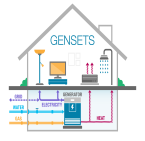 GENSETS
GENERATOR
GRID
ELECTRICITY
WATER
GAS
HEAT